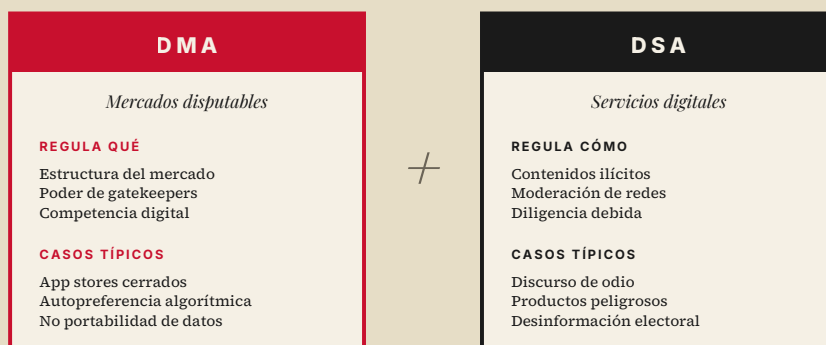 DMA
Mercados disputables
REGULA QUÉ
Estructura del mercado
Poder de gatekeepers
Competencia digital
CASOS TÍPICOS
App stores cerrados
Autopreferencia algorítmica
No portabilidad de datos
+
DSA
Servicios digitales
REGULA CÓMO
Contenidos ilícitos
Moderación de redes
Diligencia debida
CASOS TÍPICOS
Discurso de odio
Productos peligrosos
Desinformación electoral